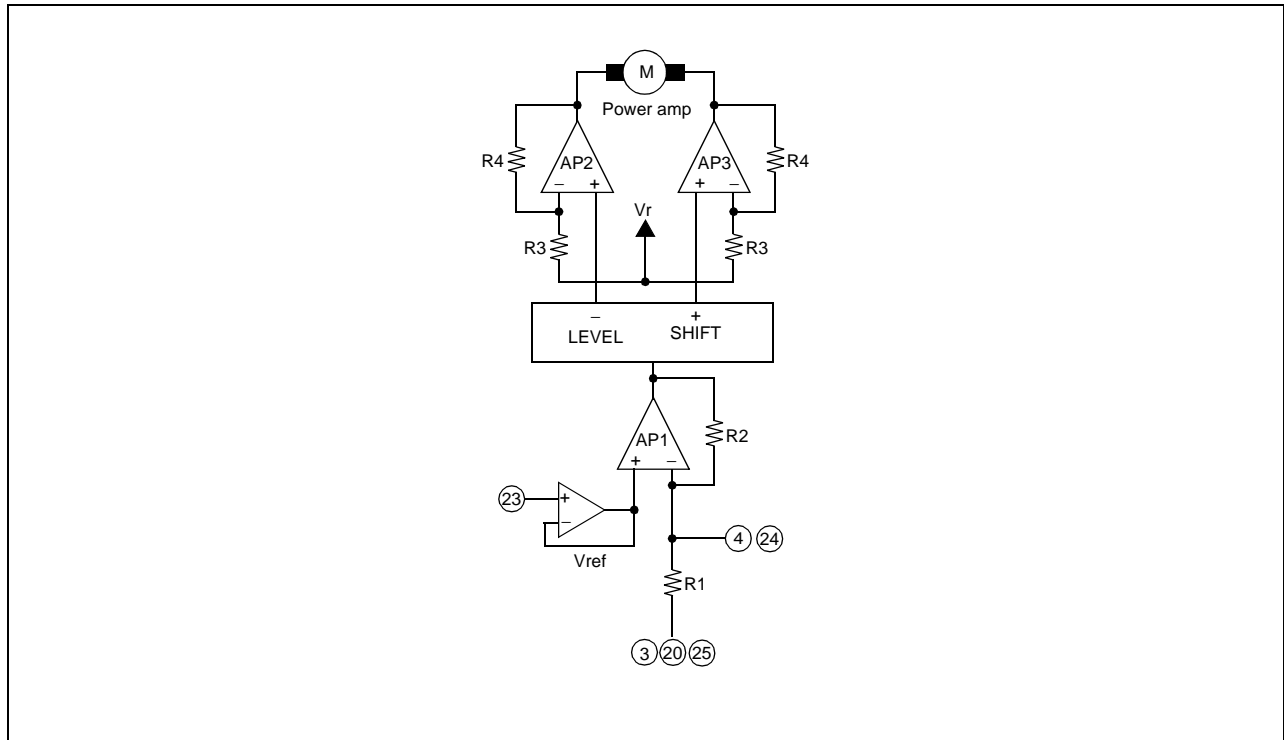 M
Power amp
R4 AP2 AP3 R4
− + + −
Vr
R3 R3
− +
LEVEL SHIFT
AP1 R2
+ −
23 +
−
Vref
4 24
R1
3 20 25